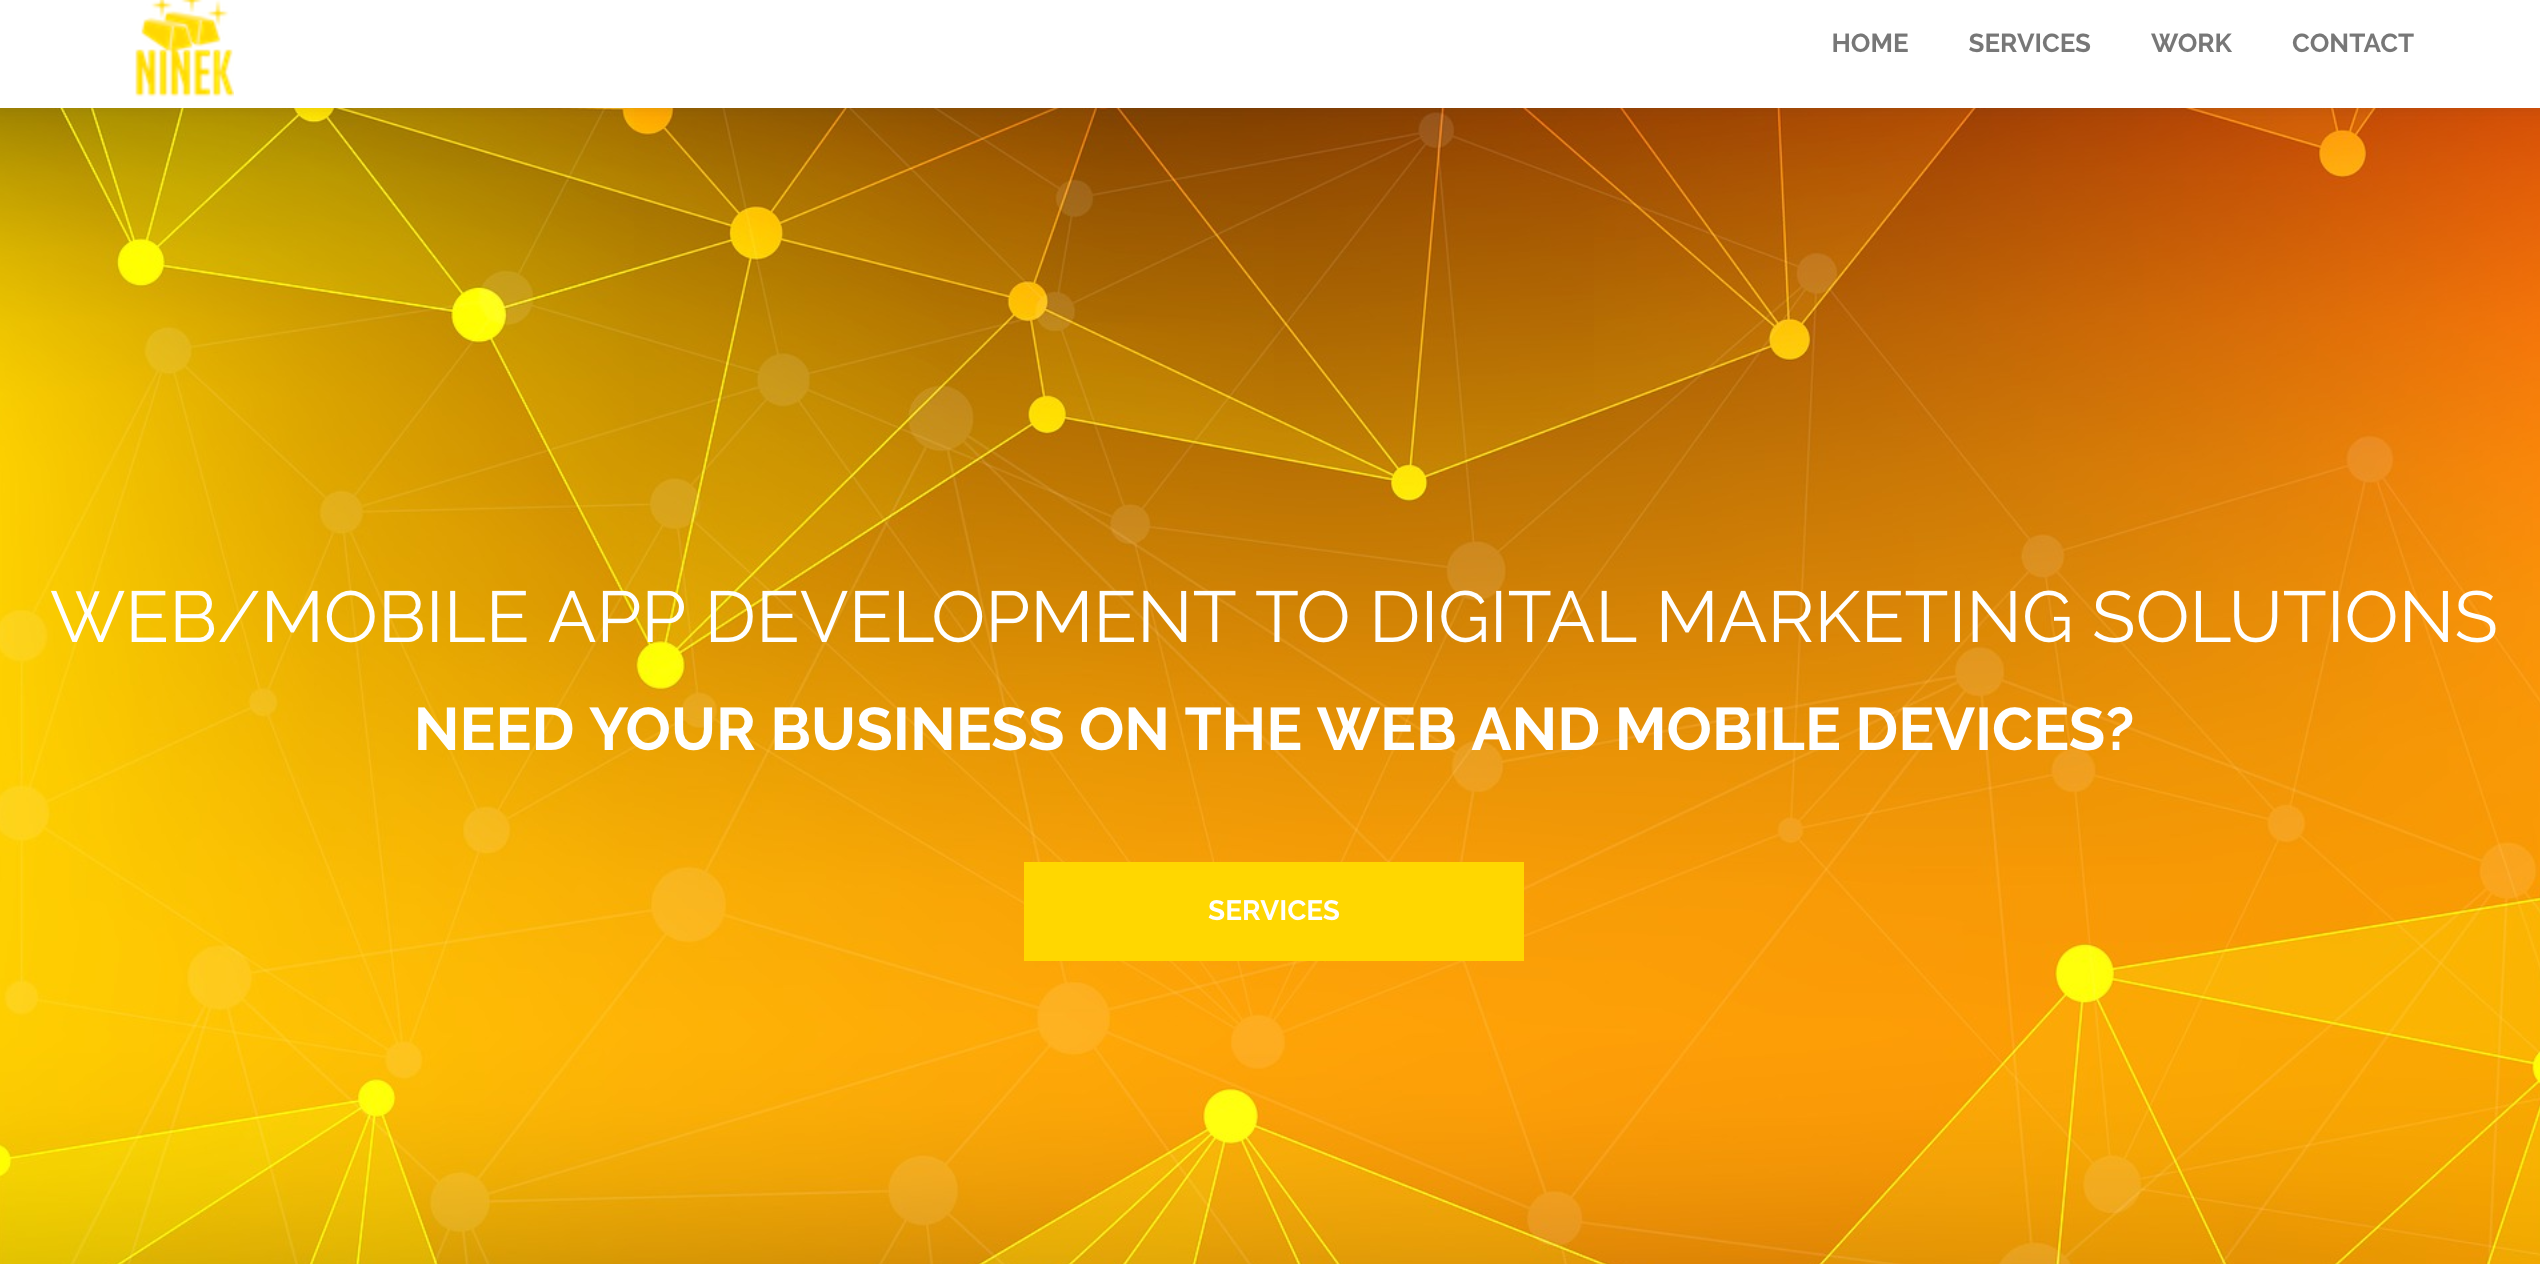 NINEK
HOME SERVICES WORK CONTACT
WEB/MOBILE APP DEVELOPMENT TO DIGITAL MARKETING SOLUTIONS
NEED YOUR BUSINESS ON THE WEB AND MOBILE DEVICES?
SERVICES